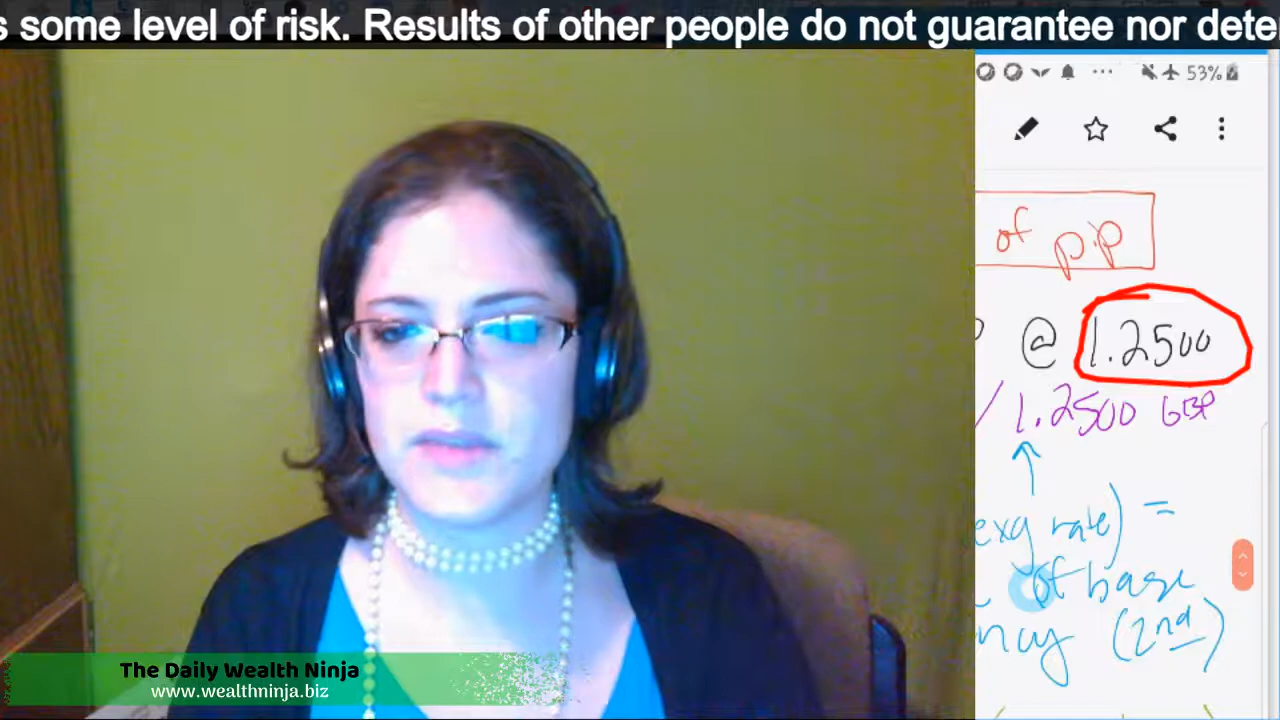 s some level of risk. Results of other people do not guarantee nor dete
53%
of pip
@ 1.2500
/ 1.2500 GBP
exg rate) =
of base
ncy (2nd)
The Daily Wealth Ninja
www.wealthninja.biz